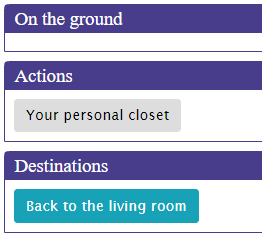 On the ground
Actions
Your personal closet
Destinations
Back to the living room